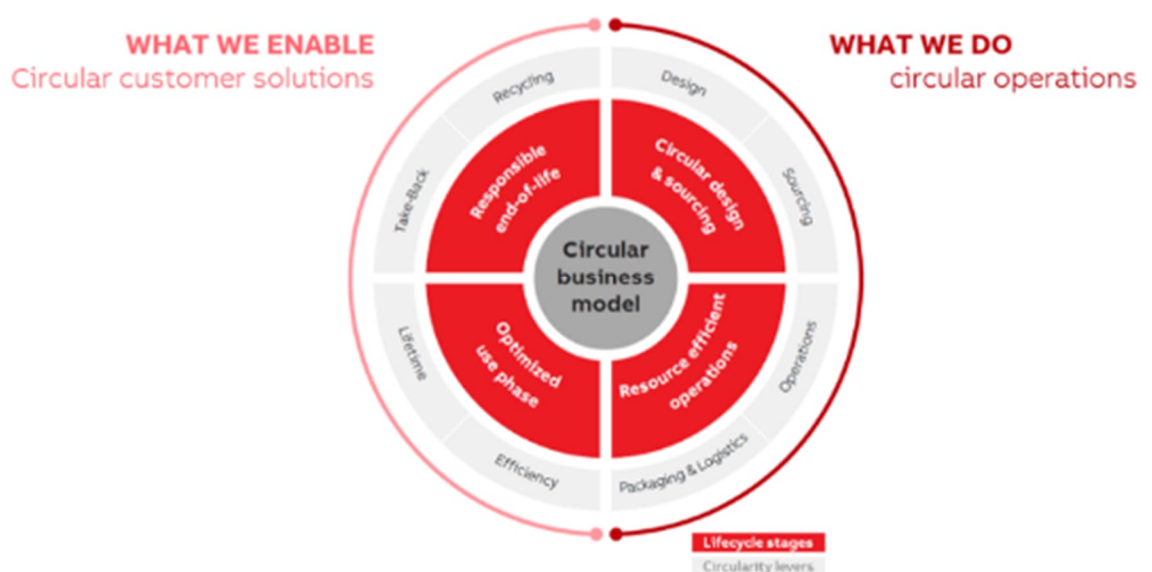 WHAT WE ENABLE
Circular customer solutions
WHAT WE DO
circular operations
Recycling
Design
Take-Back
Sourcing
Responsible
end-of-life
Circular design
& sourcing
Circular
business
model
Lifetime
Operations
Optimized
use phase
Resource efficient
operations
Efficiency
Packaging & Logistics
Lifecycle stages
Circularity levers